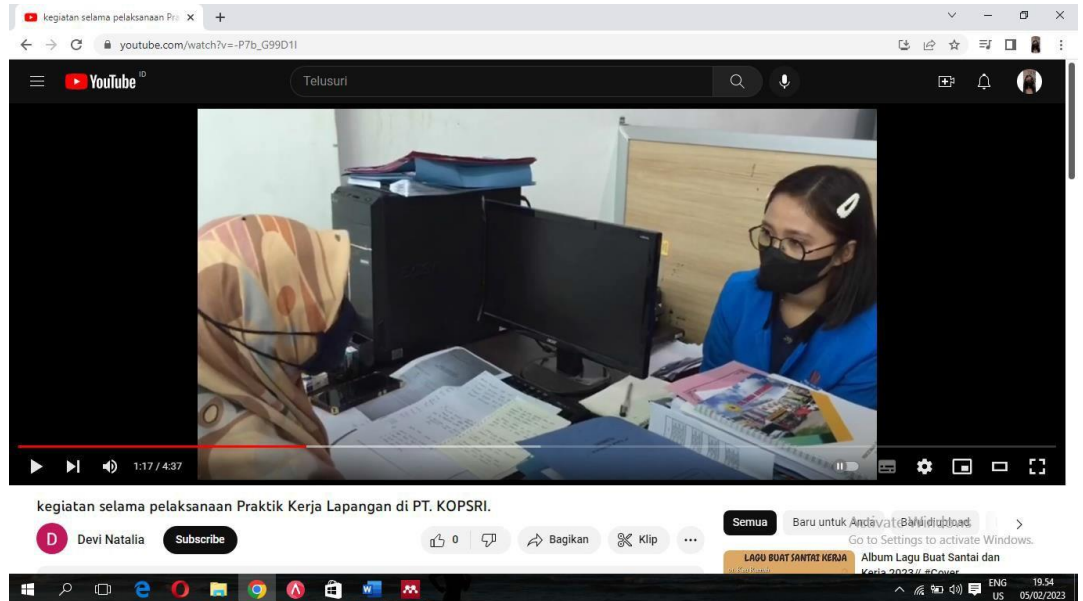 kegiatan selama pelaksanaan Pra
youtube.com/watch?v=-P7b_G99D1I
YouTube ID
Telusuri
1:17 / 4:37
kegiatan selama pelaksanaan Praktik Kerja Lapangan di PT. KOPSRI.
D
Devi Natalia
Subscribe
0
Bagikan
Klip
Semua
Baru untuk Anda
Baru diupload
Activate Windows
Go to Settings to activate Windows.
LAGU BUAT SANTAI KERJA
Album Lagu Buat Santai dan
Kerja 2023// #Cover
ENG
US
19.54
05/02/2023